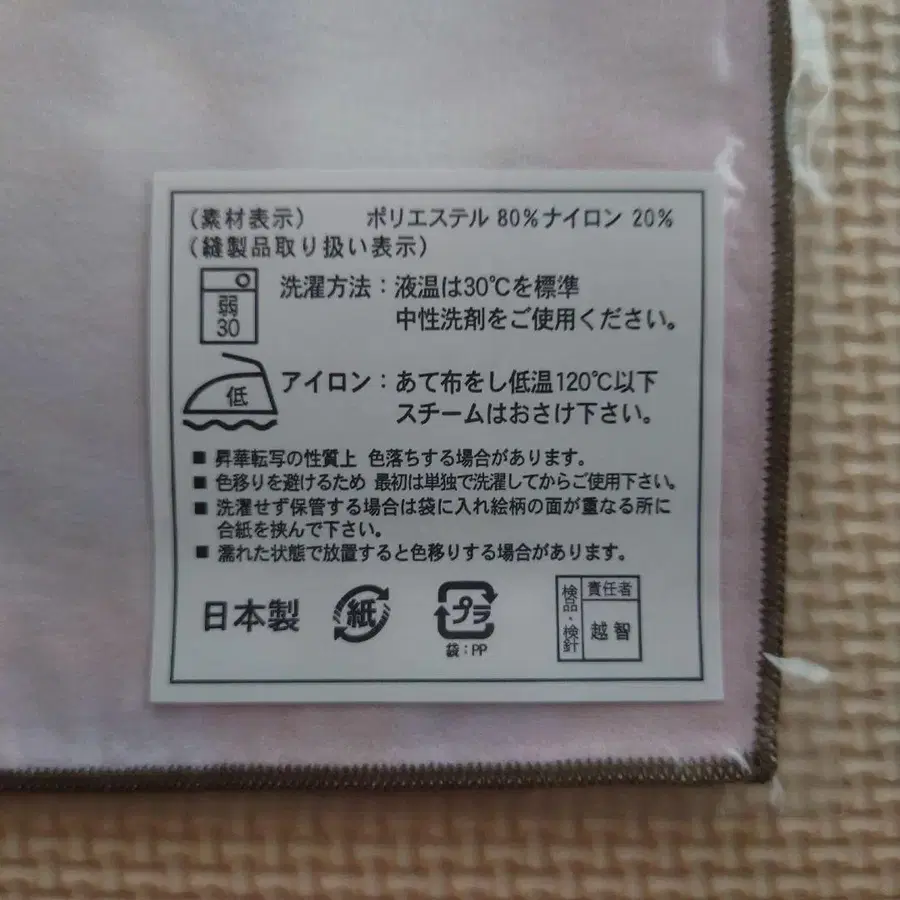 (素材表示) ポリエステル 80%ナイロン 20%
(縫製品取り扱い表示)
弱
30
洗濯方法：液温は30℃を標準
中性洗剤をご使用ください。
低
アイロン：あて布をし低温120℃以下
スチームはおさけ下さい。
■ 昇華転写の性質上 色落ちする場合があります。
■ 色移りを避けるため 最初は単独で洗濯してからご使用下さい。
■ 洗濯せず保管する場合は袋に入れ絵柄の面が重なる所に
合紙を挟んで下さい。
■ 濡れた状態で放置すると色移りする場合があります。
日本製
紙
プラ
袋：PP
検品・検針
責任者
越智